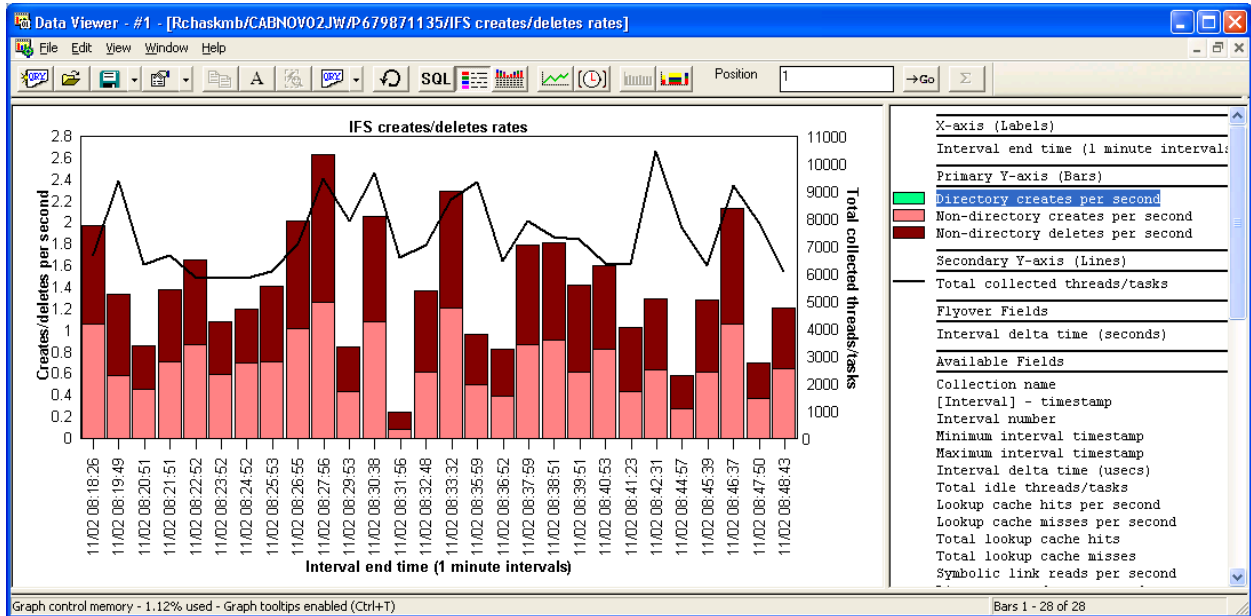 Data Viewer - #1 - [Rchaskmb/CABNOV02JW/P679871135/IFS creates/deletes rates]
File Edit View Window Help
QRY A QRY SQL Position 1 →Go Σ
IFS creates/deletes rates
Creates/deletes per second
2.8
2.6
2.4
2.2
2
1.8
1.6
1.4
1.2
1
0.8
0.6
0.4
0.2
0
11000
10000
9000
8000
7000
6000
5000
4000
3000
2000
1000
0
Total collected threads/tasks
11/02 08:18:26
11/02 08:19:49
11/02 08:20:51
11/02 08:21:51
11/02 08:22:52
11/02 08:23:52
11/02 08:24:52
11/02 08:25:53
11/02 08:26:55
11/02 08:27:56
11/02 08:29:53
11/02 08:30:38
11/02 08:31:56
11/02 08:32:48
11/02 08:33:32
11/02 08:35:59
11/02 08:36:52
11/02 08:37:59
11/02 08:38:51
11/02 08:39:51
11/02 08:40:53
11/02 08:41:23
11/02 08:42:31
11/02 08:44:57
11/02 08:45:39
11/02 08:46:37
11/02 08:47:50
11/02 08:48:43
Interval end time (1 minute intervals)
X-axis (Labels)
Interval end time (1 minute intervals
Primary Y-axis (Bars)
Directory creates per second
Non-directory creates per second
Non-directory deletes per second
Secondary Y-axis (Lines)
Total collected threads/tasks
Flyover Fields
Interval delta time (seconds)
Available Fields
Collection name
[Interval] - timestamp
Interval number
Minimum interval timestamp
Maximum interval timestamp
Interval delta time (usecs)
Total idle threads/tasks
Lookup cache hits per second
Lookup cache misses per second
Total lookup cache hits
Total lookup cache misses
Symbolic link reads per second
Graph control memory - 1.12% used - Graph tooltips enabled (Ctrl+T)
Bars 1 - 28 of 28